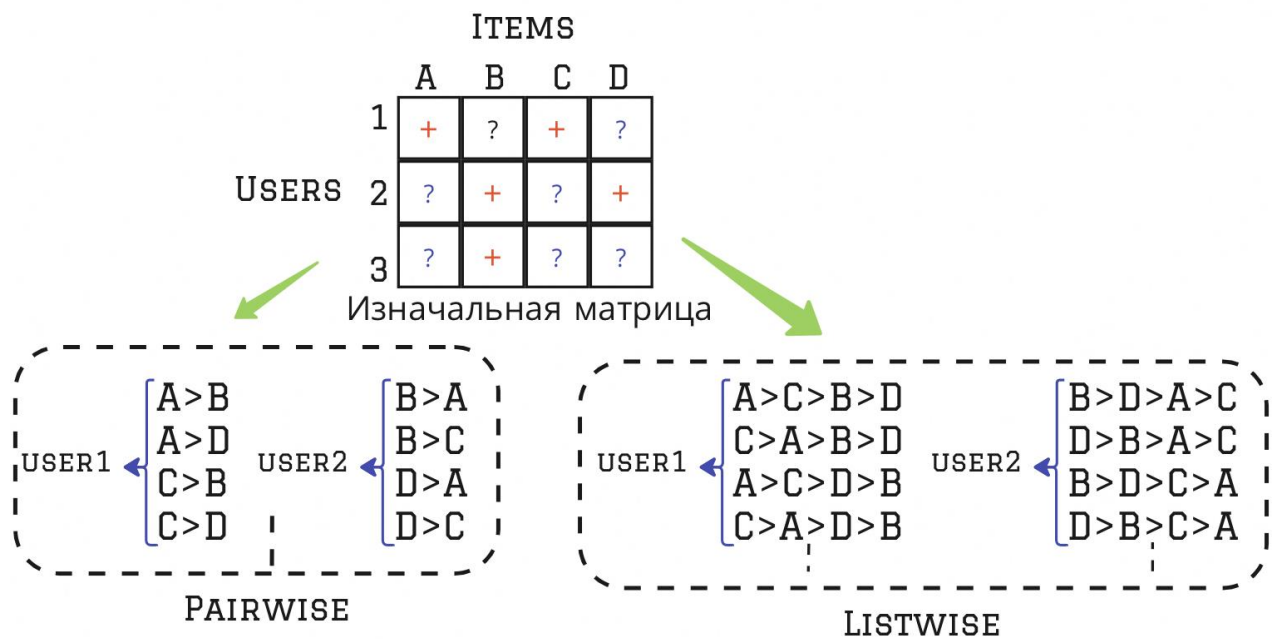 ITEMS
A B C D
1 + ? + ?
USERS 2 ? + ? +
3 ? + ? ?
Изначальная матрица
USER1
A>B
A>D
C>B
C>D
USER2
B>A
B>C
D>A
D>C
PAIRWISE
USER1
A>C>B>D
C>A>B>D
A>C>D>B
C>A>D>B
USER2
B>D>A>C
D>B>A>C
B>D>C>A
D>B>C>A
LISTWISE